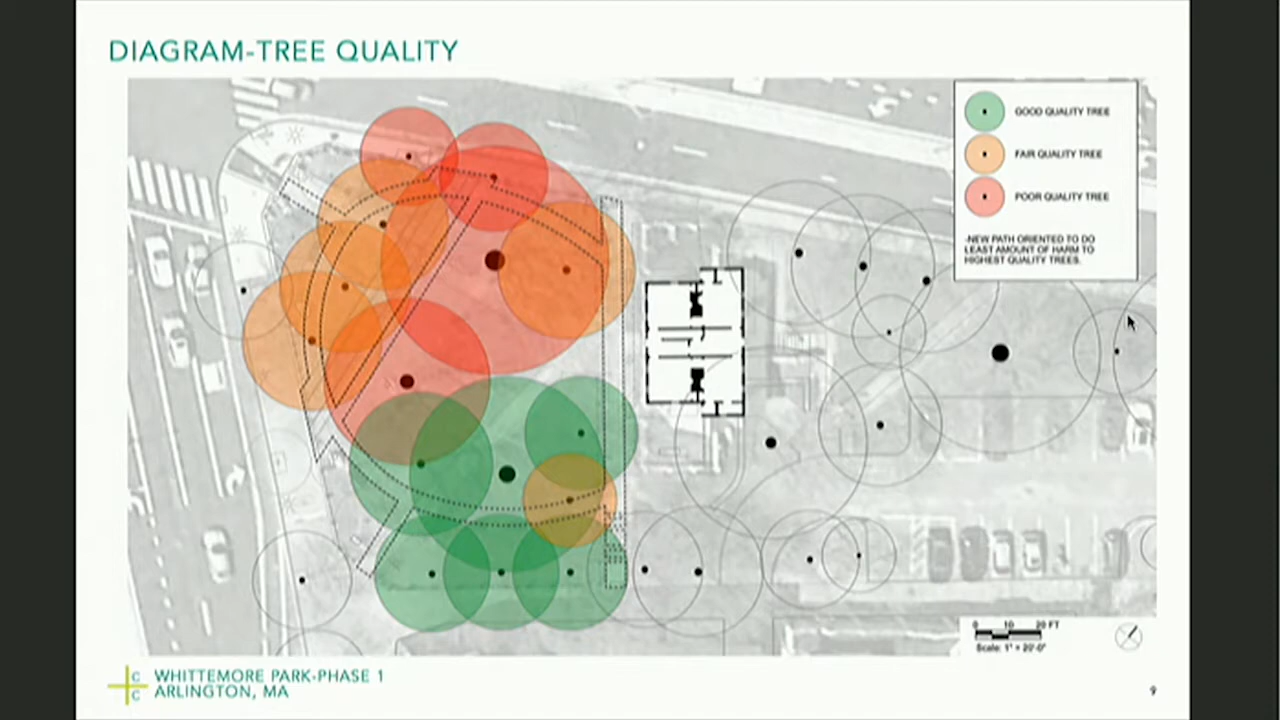 DIAGRAM-TREE QUALITY
GOOD QUALITY TREE
FAIR QUALITY TREE
POOR QUALITY TREE
-NEW PATH ORIENTED TO DO
LEAST AMOUNT OF HARM TO
HIGHEST QUALITY TREES.
0 10 20 FT
Scale: 1" = 20'-0"
C
C
WHITTEMORE PARK-PHASE 1
ARLINGTON, MA
9